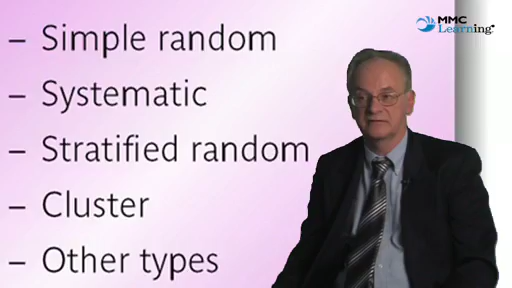 MMC
Learning
– Simple random
– Systematic
– Stratified random
– Cluster
– Other types